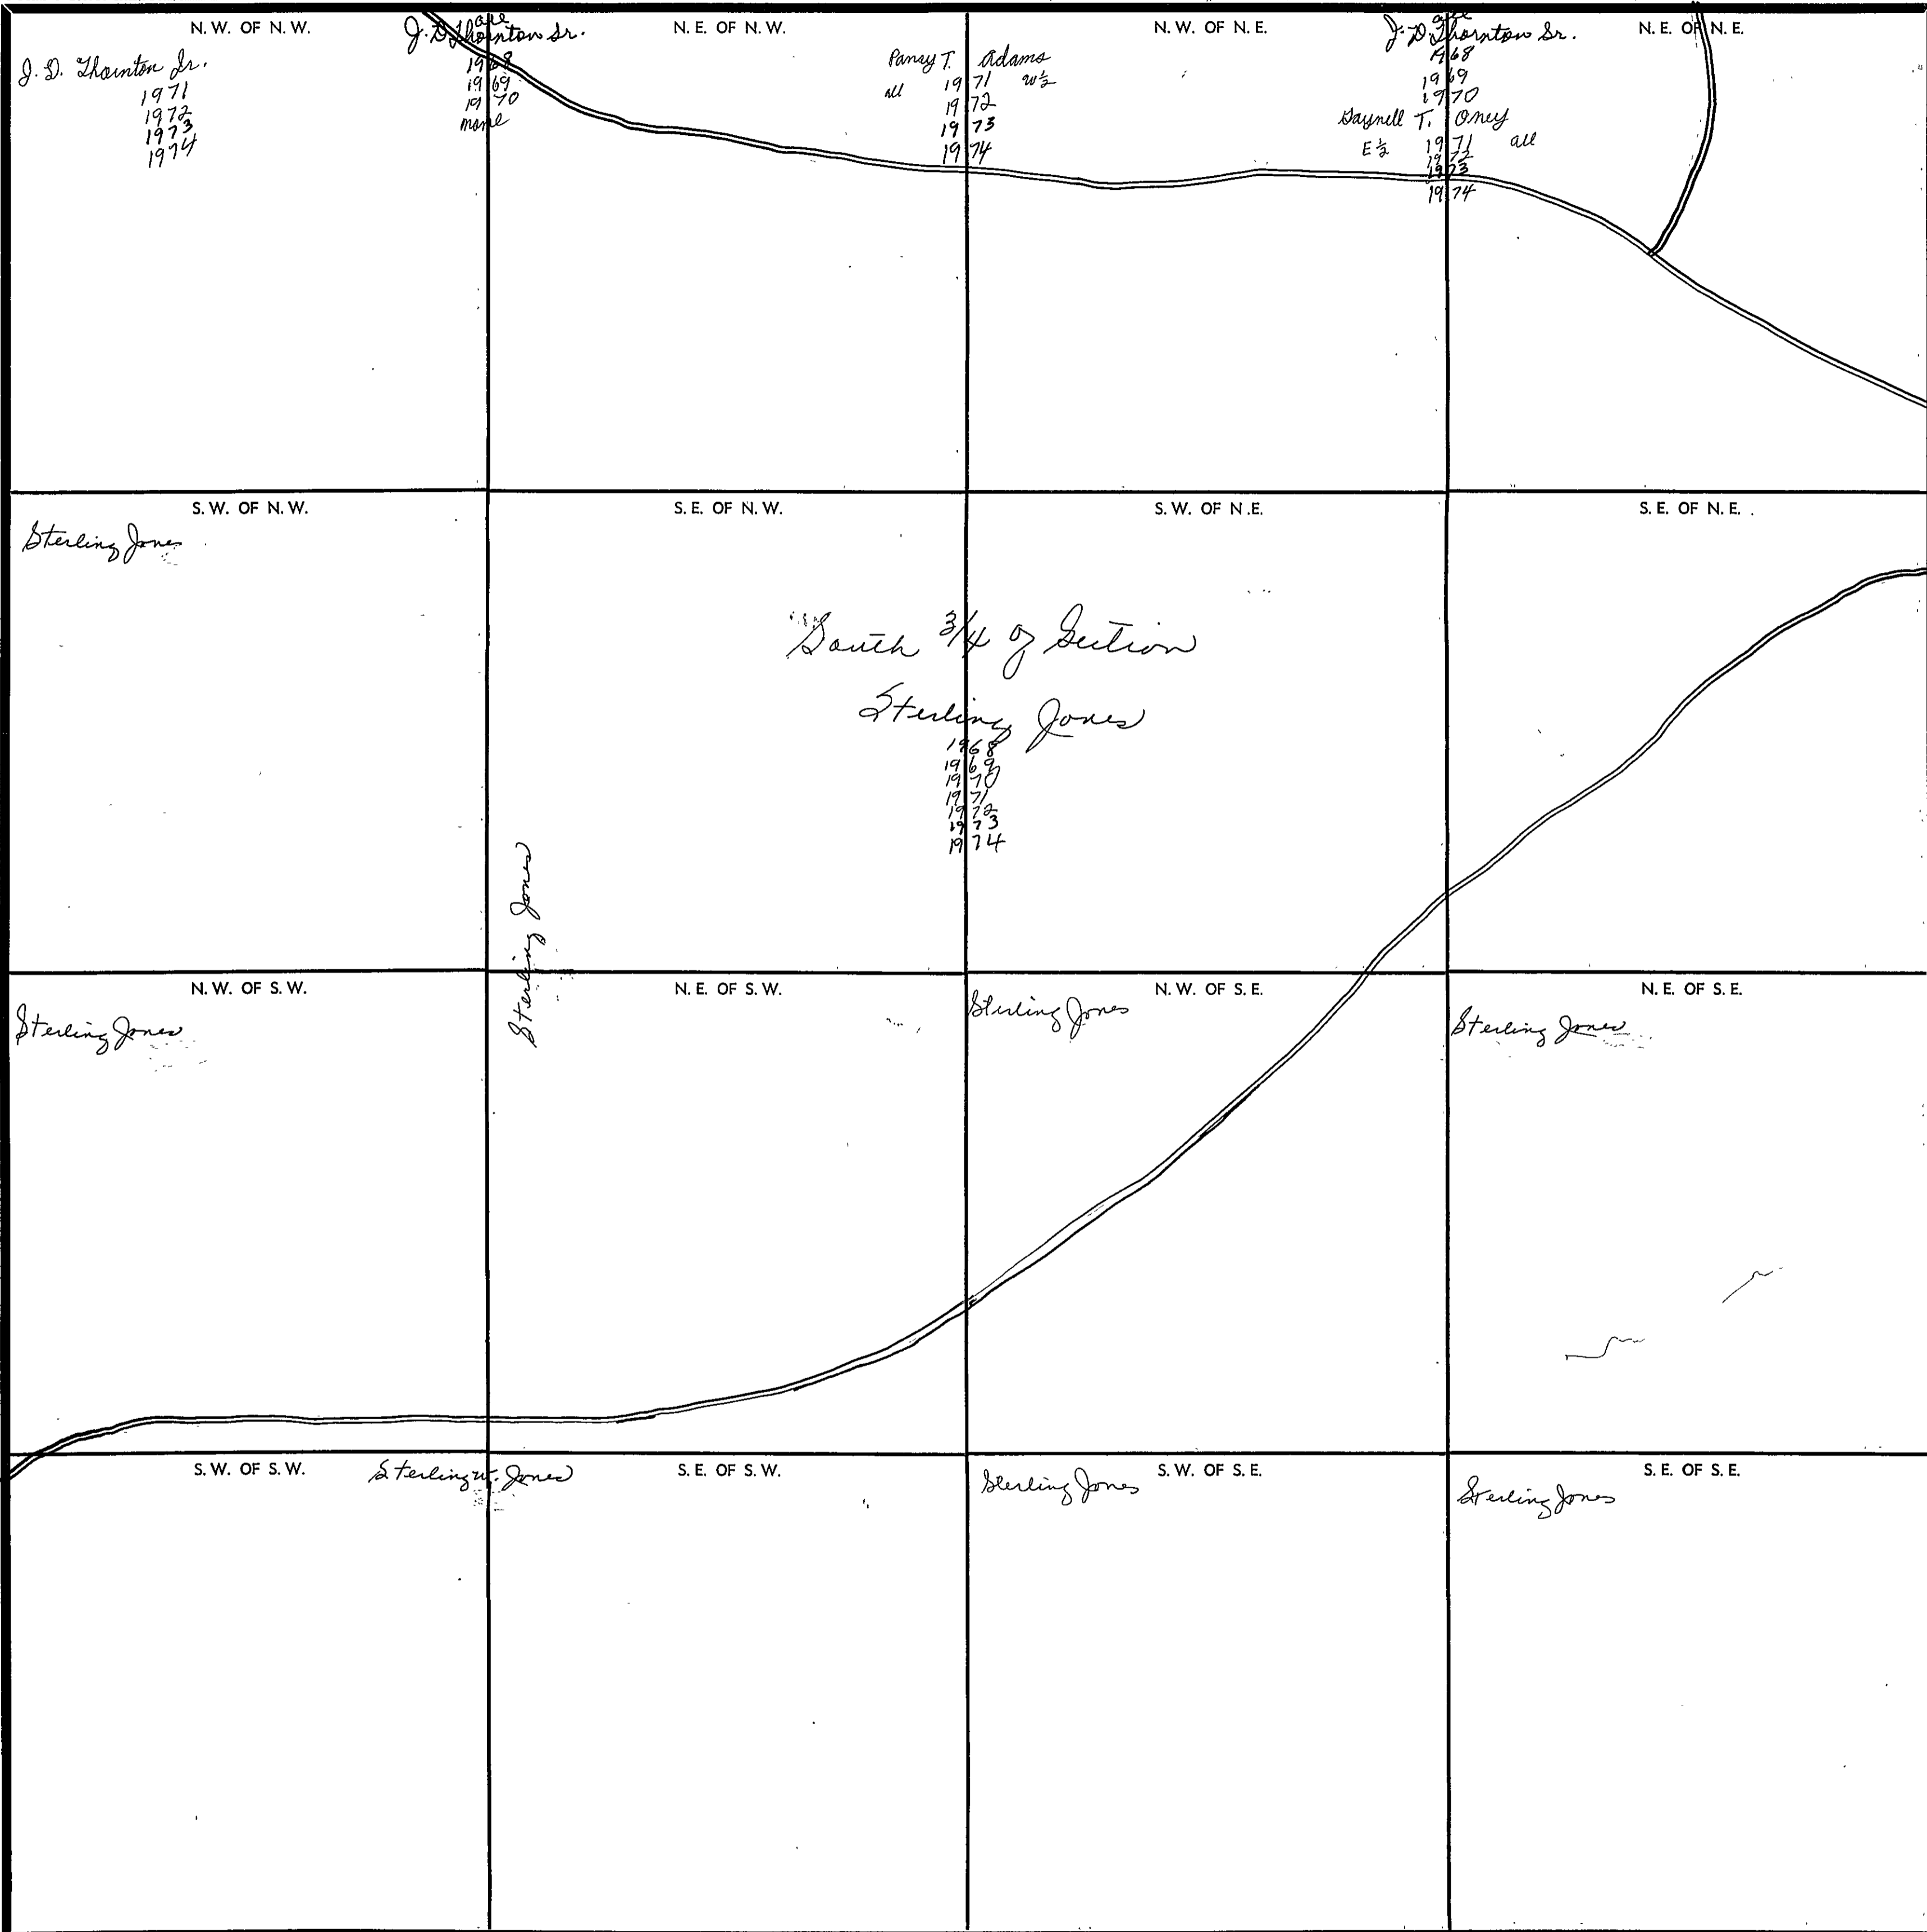 N.W. OF N.W.
J. D. Thornton Jr.
1971
1972
1973
1974
all
J. D. Thornton Sr.
1968
1969
1970
N.E. OF N.W.
Pansy T. Adams
all 1971 W½
1972
1973
1974
N.W. OF N.E.
all
J. D. Thornton Sr.
1968
1969
1970
Gaynell T. Oney
E½ 1971 all
1972
1973
1974
N.E. OF N.E.
S.W. OF N.W.
Sterling Jones
S.E. OF N.W.
S.W. OF N.E.
S.E. OF N.E.
South 3/4 of Section
Sterling Jones
1968
1969
1970
1971
1972
1973
1974
Sterling Jones
N.W. OF S.W.
Sterling Jones
N.E. OF S.W.
N.W. OF S.E.
Sterling Jones
N.E. OF S.E.
Sterling Jones
S.W. OF S.W.
Sterling W. Jones
S.E. OF S.W.
S.W. OF S.E.
Sterling Jones
S.E. OF S.E.
Sterling Jones